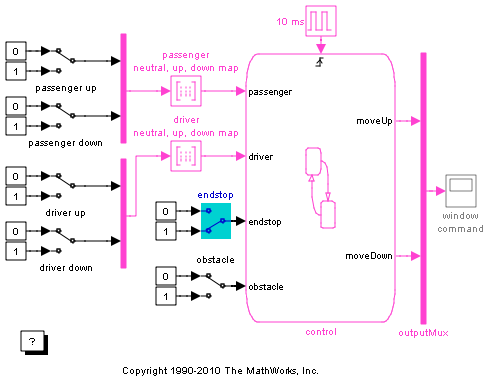 10 ms
0
1
passenger up
0
1
passenger down
passenger
neutral, up, down map
passenger
driver
neutral, up, down map
driver
0
1
driver up
0
1
driver down
endstop
0
1
endstop
obstacle
0
1
obstacle
moveUp
moveDown
control
outputMux
window
command
?
Copyright 1990-2010 The MathWorks, Inc.